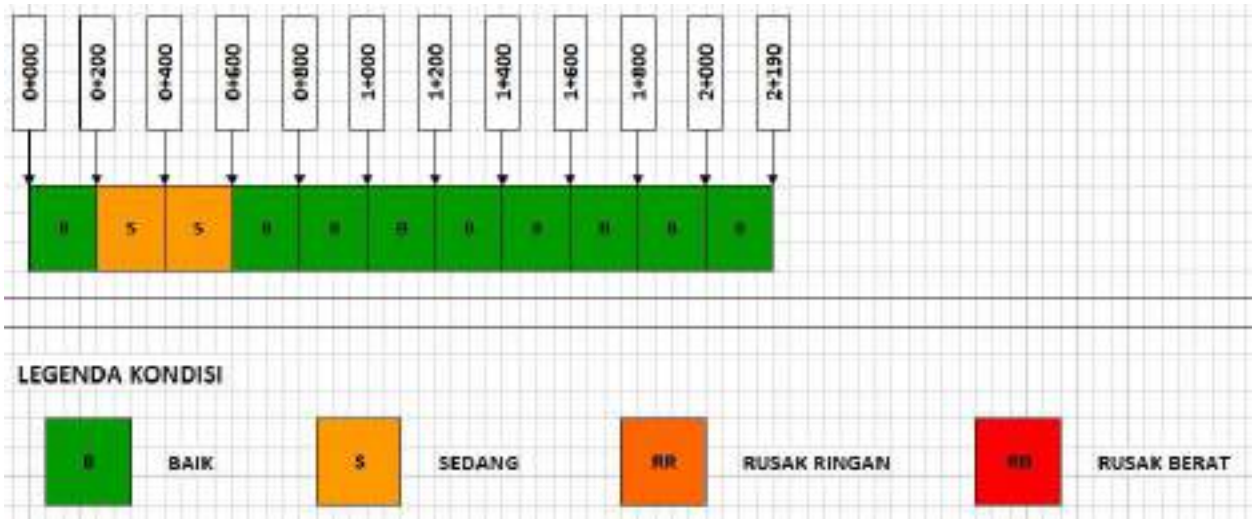 0+000 0+200 0+400 0+600 0+800 1+000 1+200 1+400 1+600 1+800 2+000 2+190
B S S B B B B B B B B
LEGENDA KONDISI
B BAIK S SEDANG RR RUSAK RINGAN RB RUSAK BERAT